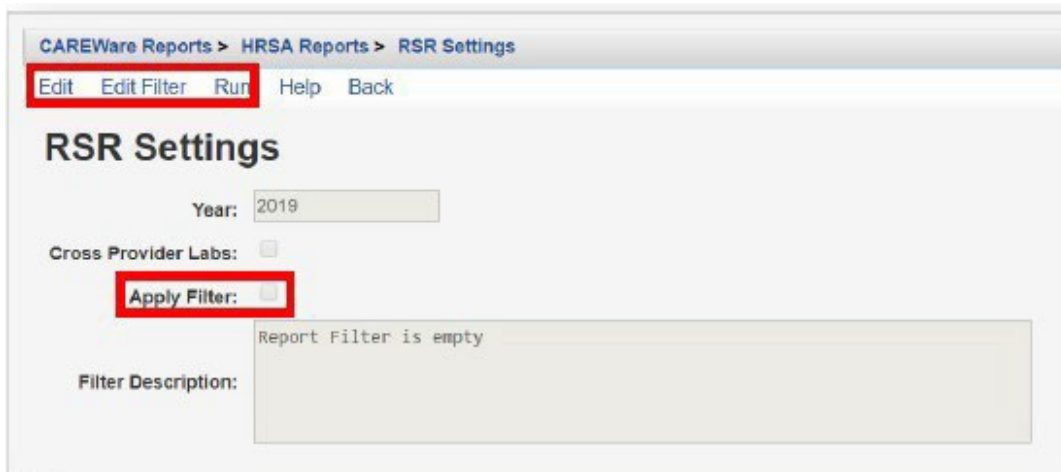 CAREWare Reports > HRSA Reports > RSR Settings
Edit Edit Filter Run Help Back
RSR Settings
Year: 2019
Cross Provider Labs:
Apply Filter:
Report Filter is empty
Filter Description: